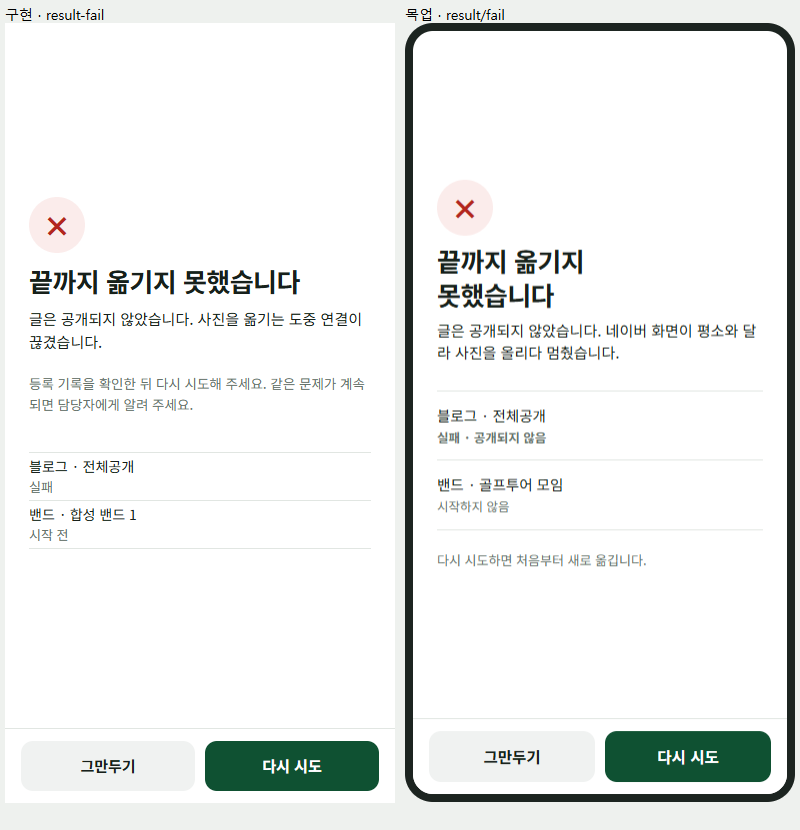 구현 · result-fail
끝까지 옮기지 못했습니다
글은 공개되지 않았습니다. 사진을 옮기는 도중 연결이
끊겼습니다.
등록 기록을 확인한 뒤 다시 시도해 주세요. 같은 문제가 계속
되면 담당자에게 알려 주세요.
블로그 · 전체공개
실패
밴드 · 합성 밴드 1
시작 전
그만두기
다시 시도
목업 · result/fail
끝까지 옮기지
못했습니다
글은 공개되지 않았습니다. 네이버 화면이 평소와 달
라 사진을 올리다 멈췄습니다.
블로그 · 전체공개
실패 · 공개되지 않음
밴드 · 골프투어 모임
시작하지 않음
다시 시도하면 처음부터 새로 옮깁니다.
그만두기
다시 시도